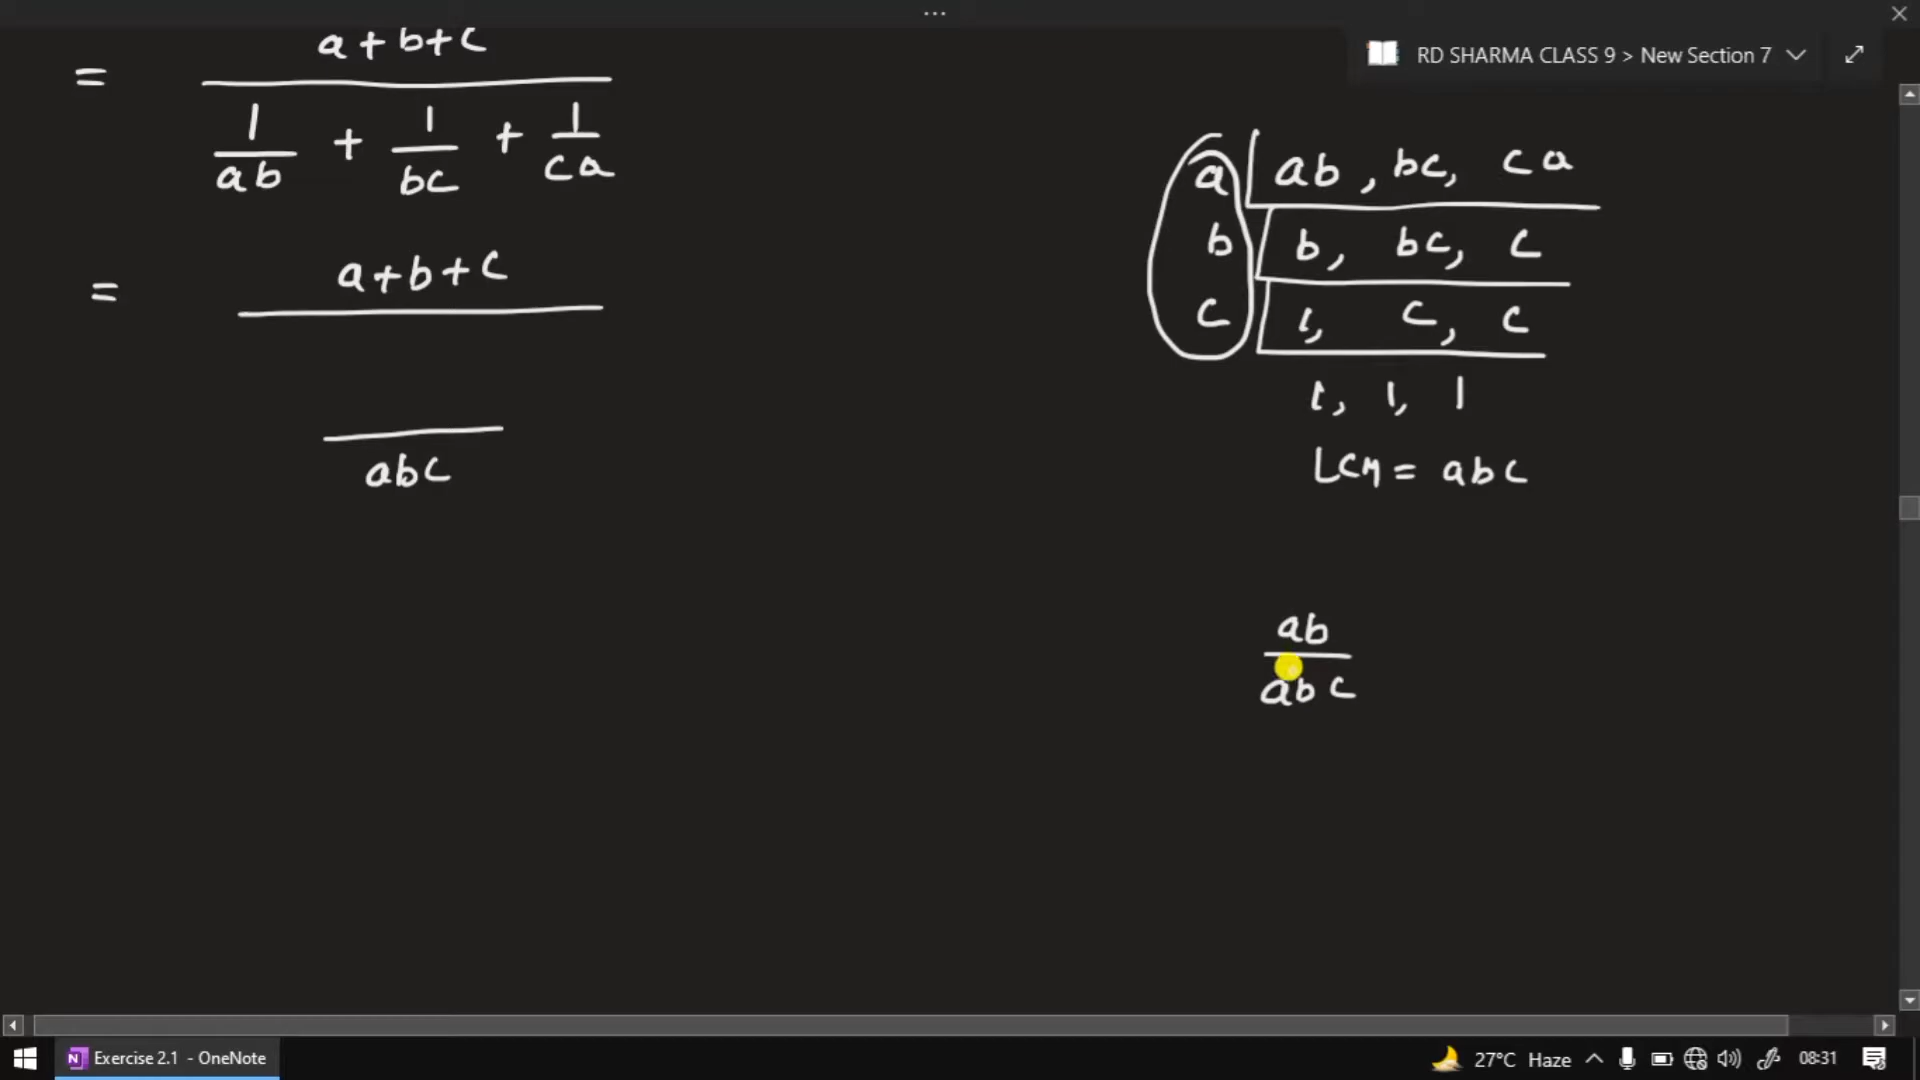 ...
RD SHARMA CLASS 9 > New Section 7
a + b + c
=
1/ab + 1/bc + 1/ca
a + b + c
=
abc
a | ab, bc, ca
b | b, bc, c
c | 1, c, c
1, 1, 1
LCM = abc
ab
abc
Exercise 2.1 - OneNote
27°C Haze
08:31